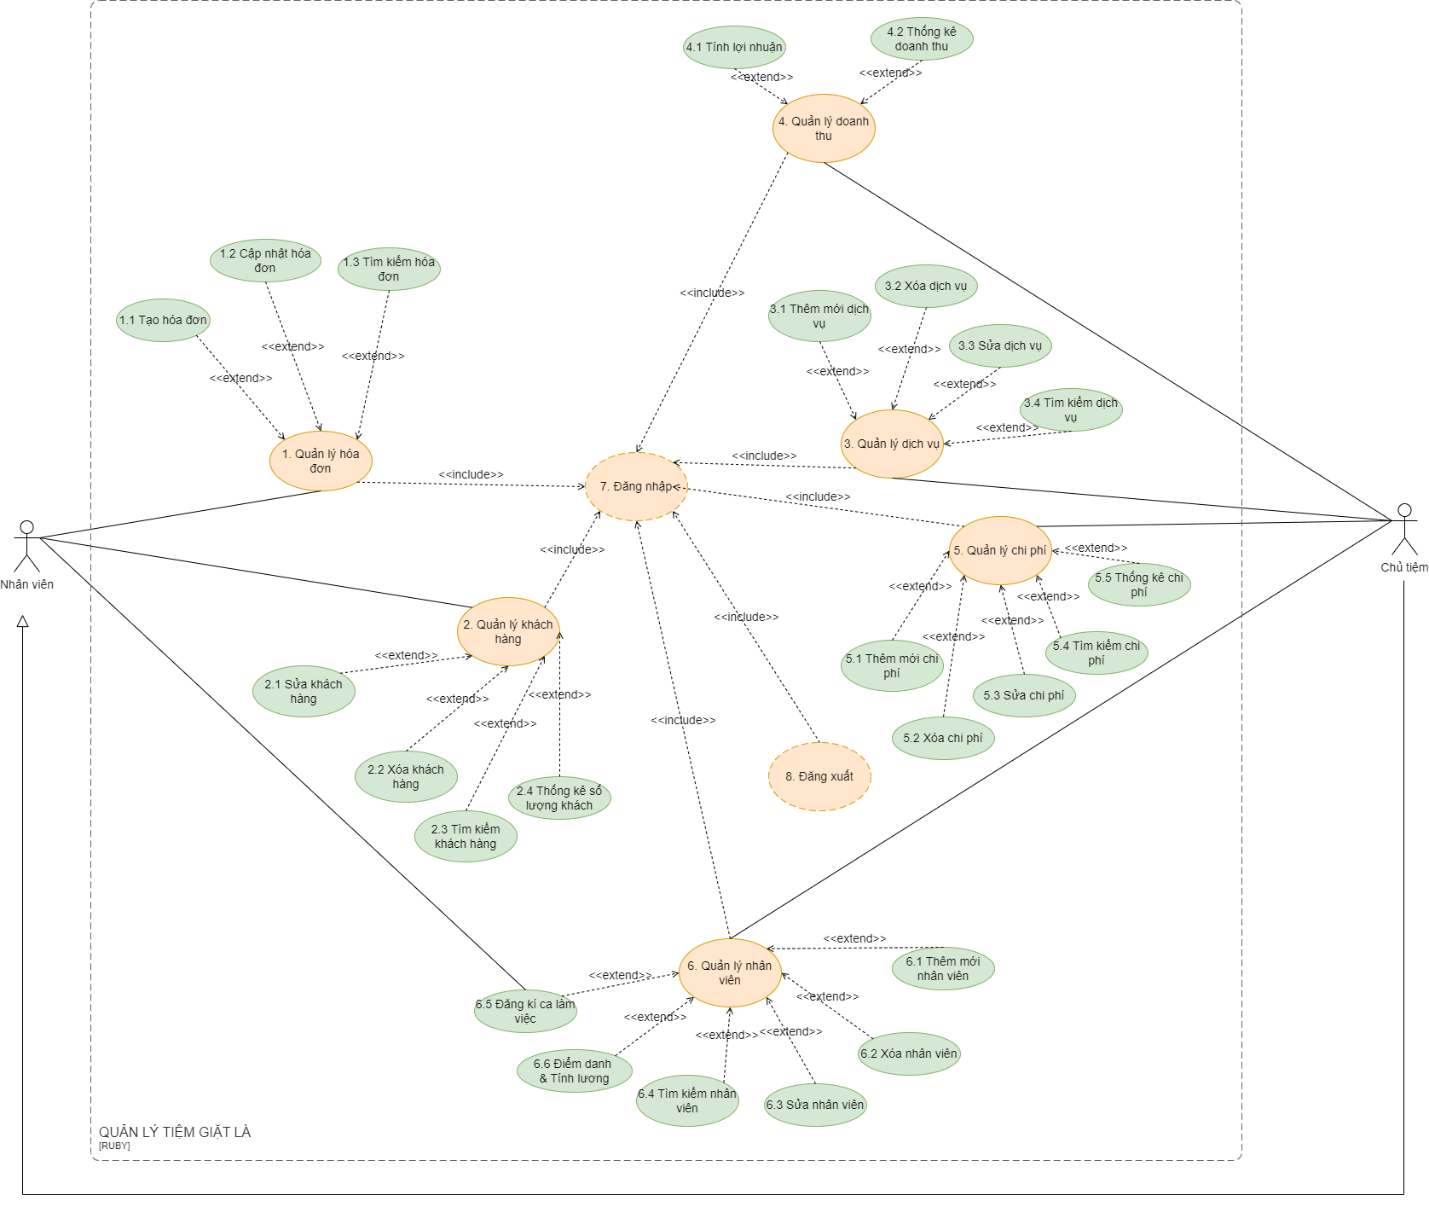 4.1 Tính lợi nhuận
4.2 Thống kê
doanh thu
<<extend>>
<<extend>>
4. Quản lý doanh
thu
1.2 Cập nhật hóa
đơn
1.3 Tìm kiếm hóa
đơn
1.1 Tạo hóa đơn
<<extend>>
<<extend>>
<<extend>>
1. Quản lý hóa
đơn
<<include>>
<<include>>
3.1 Thêm mới dịch
vụ
3.2 Xóa dịch vụ
3.3 Sửa dịch vụ
3.4 Tìm kiếm dịch
vụ
<<extend>>
<<extend>>
<<extend>>
<<extend>>
3. Quản lý dịch vụ
<<include>>
7. Đăng nhập
<<include>>
5. Quản lý chi phí
<<extend>>
5.5 Thống kê chi
phí
<<extend>>
<<extend>>
<<extend>>
<<extend>>
5.1 Thêm mới chi
phí
5.4 Tìm kiếm chi
phí
5.3 Sửa chi phí
5.2 Xóa chi phí
Nhân viên
Chủ tiệm
<<include>>
2. Quản lý khách
hàng
<<include>>
<<extend>>
2.1 Sửa khách
hàng
<<extend>>
<<extend>>
<<extend>>
2.2 Xóa khách
hàng
2.4 Thống kê số
lượng khách
2.3 Tìm kiếm
khách hàng
<<include>>
8. Đăng xuất
6. Quản lý nhân
viên
<<extend>>
6.1 Thêm mới
nhân viên
<<extend>>
6.5 Đăng kí ca làm
việc
<<extend>>
<<extend>>
<<extend>>
<<extend>>
6.2 Xóa nhân viên
6.6 Điểm danh
& Tính lương
6.4 Tìm kiếm nhân
viên
6.3 Sửa nhân viên
QUẢN LÝ TIỆM GIẶT LÀ
[RUBY]